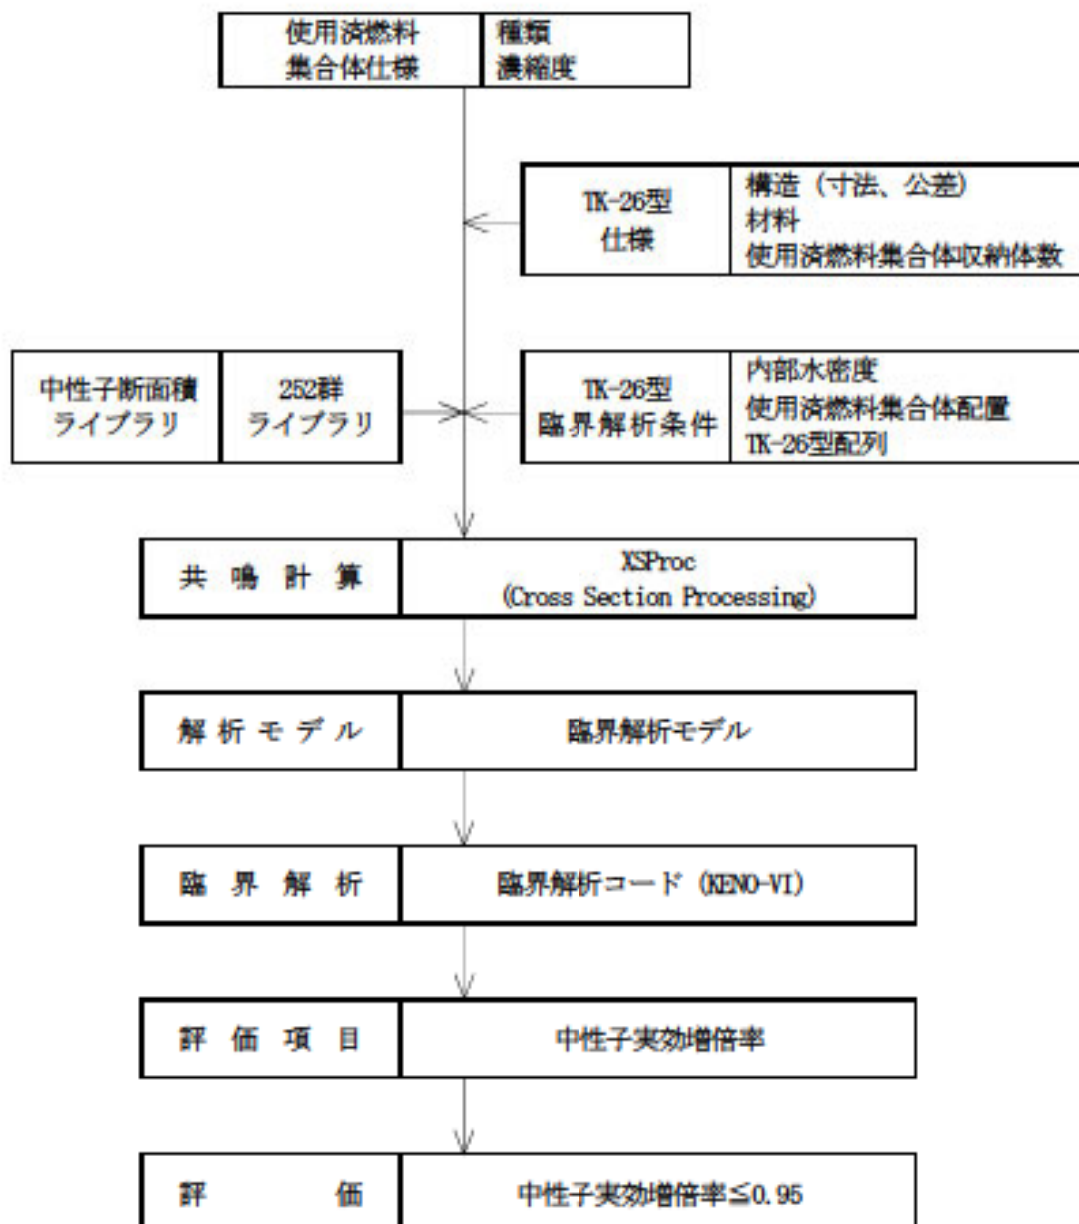 使用済燃料
集合体仕様
種類
濃縮度
TK-26型
仕様
構造（寸法、公差）
材料
使用済燃料集合体収納体数
中性子断面積
ライブラリ
252群
ライブラリ
TK-26型
臨界解析条件
内部水密度
使用済燃料集合体配置
TK-26型配列
共鳴計算
XSProc
(Cross Section Processing)
解析モデル
臨界解析モデル
臨界解析
臨界解析コード（KENO-VI）
評価項目
中性子実効増倍率
評価
中性子実効増倍率≦0.95